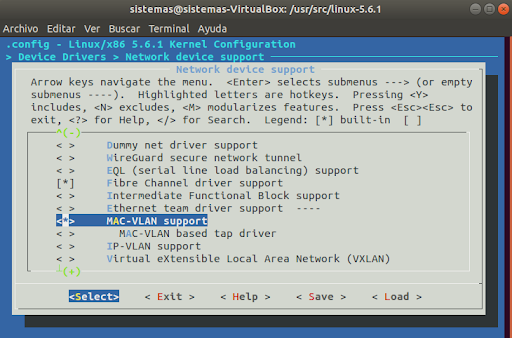 sistemas@sistemas-VirtualBox: /usr/src/linux-5.6.1
Archivo Editar Ver Buscar Terminal Ayuda
.config - Linux/x86 5.6.1 Kernel Configuration
> Device Drivers > Network device support
Network device support
Arrow keys navigate the menu. <Enter> selects submenus ---> (or empty
submenus ----). Highlighted letters are hotkeys. Pressing <Y>
includes, <N> excludes, <M> modularizes features. Press <Esc><Esc> to
exit, <?> for Help, </> for Search. Legend: [*] built-in [ ]
^(-)
< > Dummy net driver support
< > WireGuard secure network tunnel
< > EQL (serial line load balancing) support
[*] Fibre Channel driver support
< > Intermediate Functional Block support
< > Ethernet team driver support ----
<*> MAC-VLAN support
< > MAC-VLAN based tap driver
< > IP-VLAN support
< > Virtual eXtensible Local Area Network (VXLAN)
(+)
<Select> < Exit > < Help > < Save > < Load >